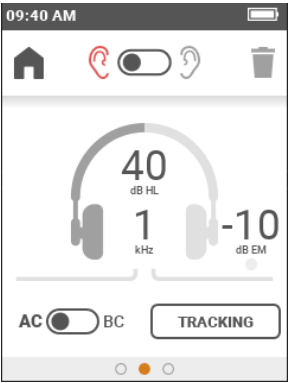 09:40 AM
40
dB HL
1
kHz
-10
dB EM
AC BC
TRACKING